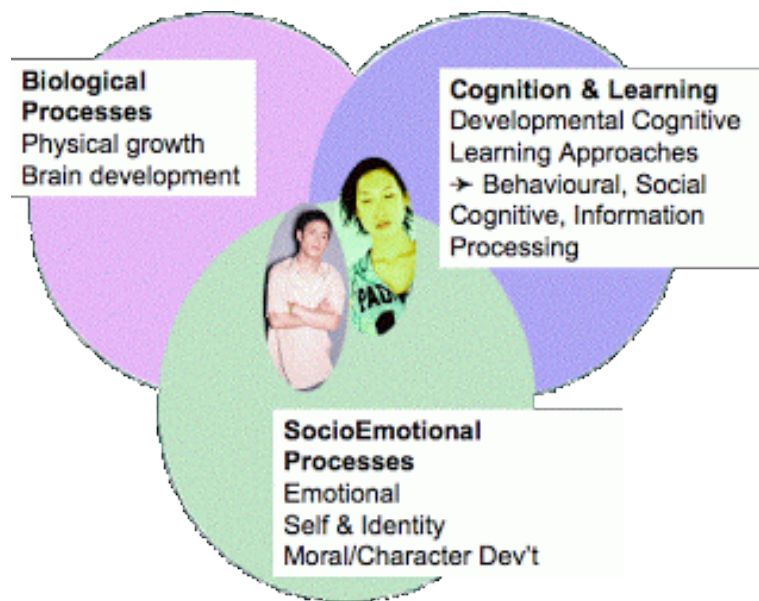 Biological
Processes
Physical growth
Brain development
Cognition & Learning
Developmental Cognitive
Learning Approaches
➔ Behavioural, Social
Cognitive, Information
Processing
SocioEmotional
Processes
Emotional
Self & Identity
Moral/Character Dev't